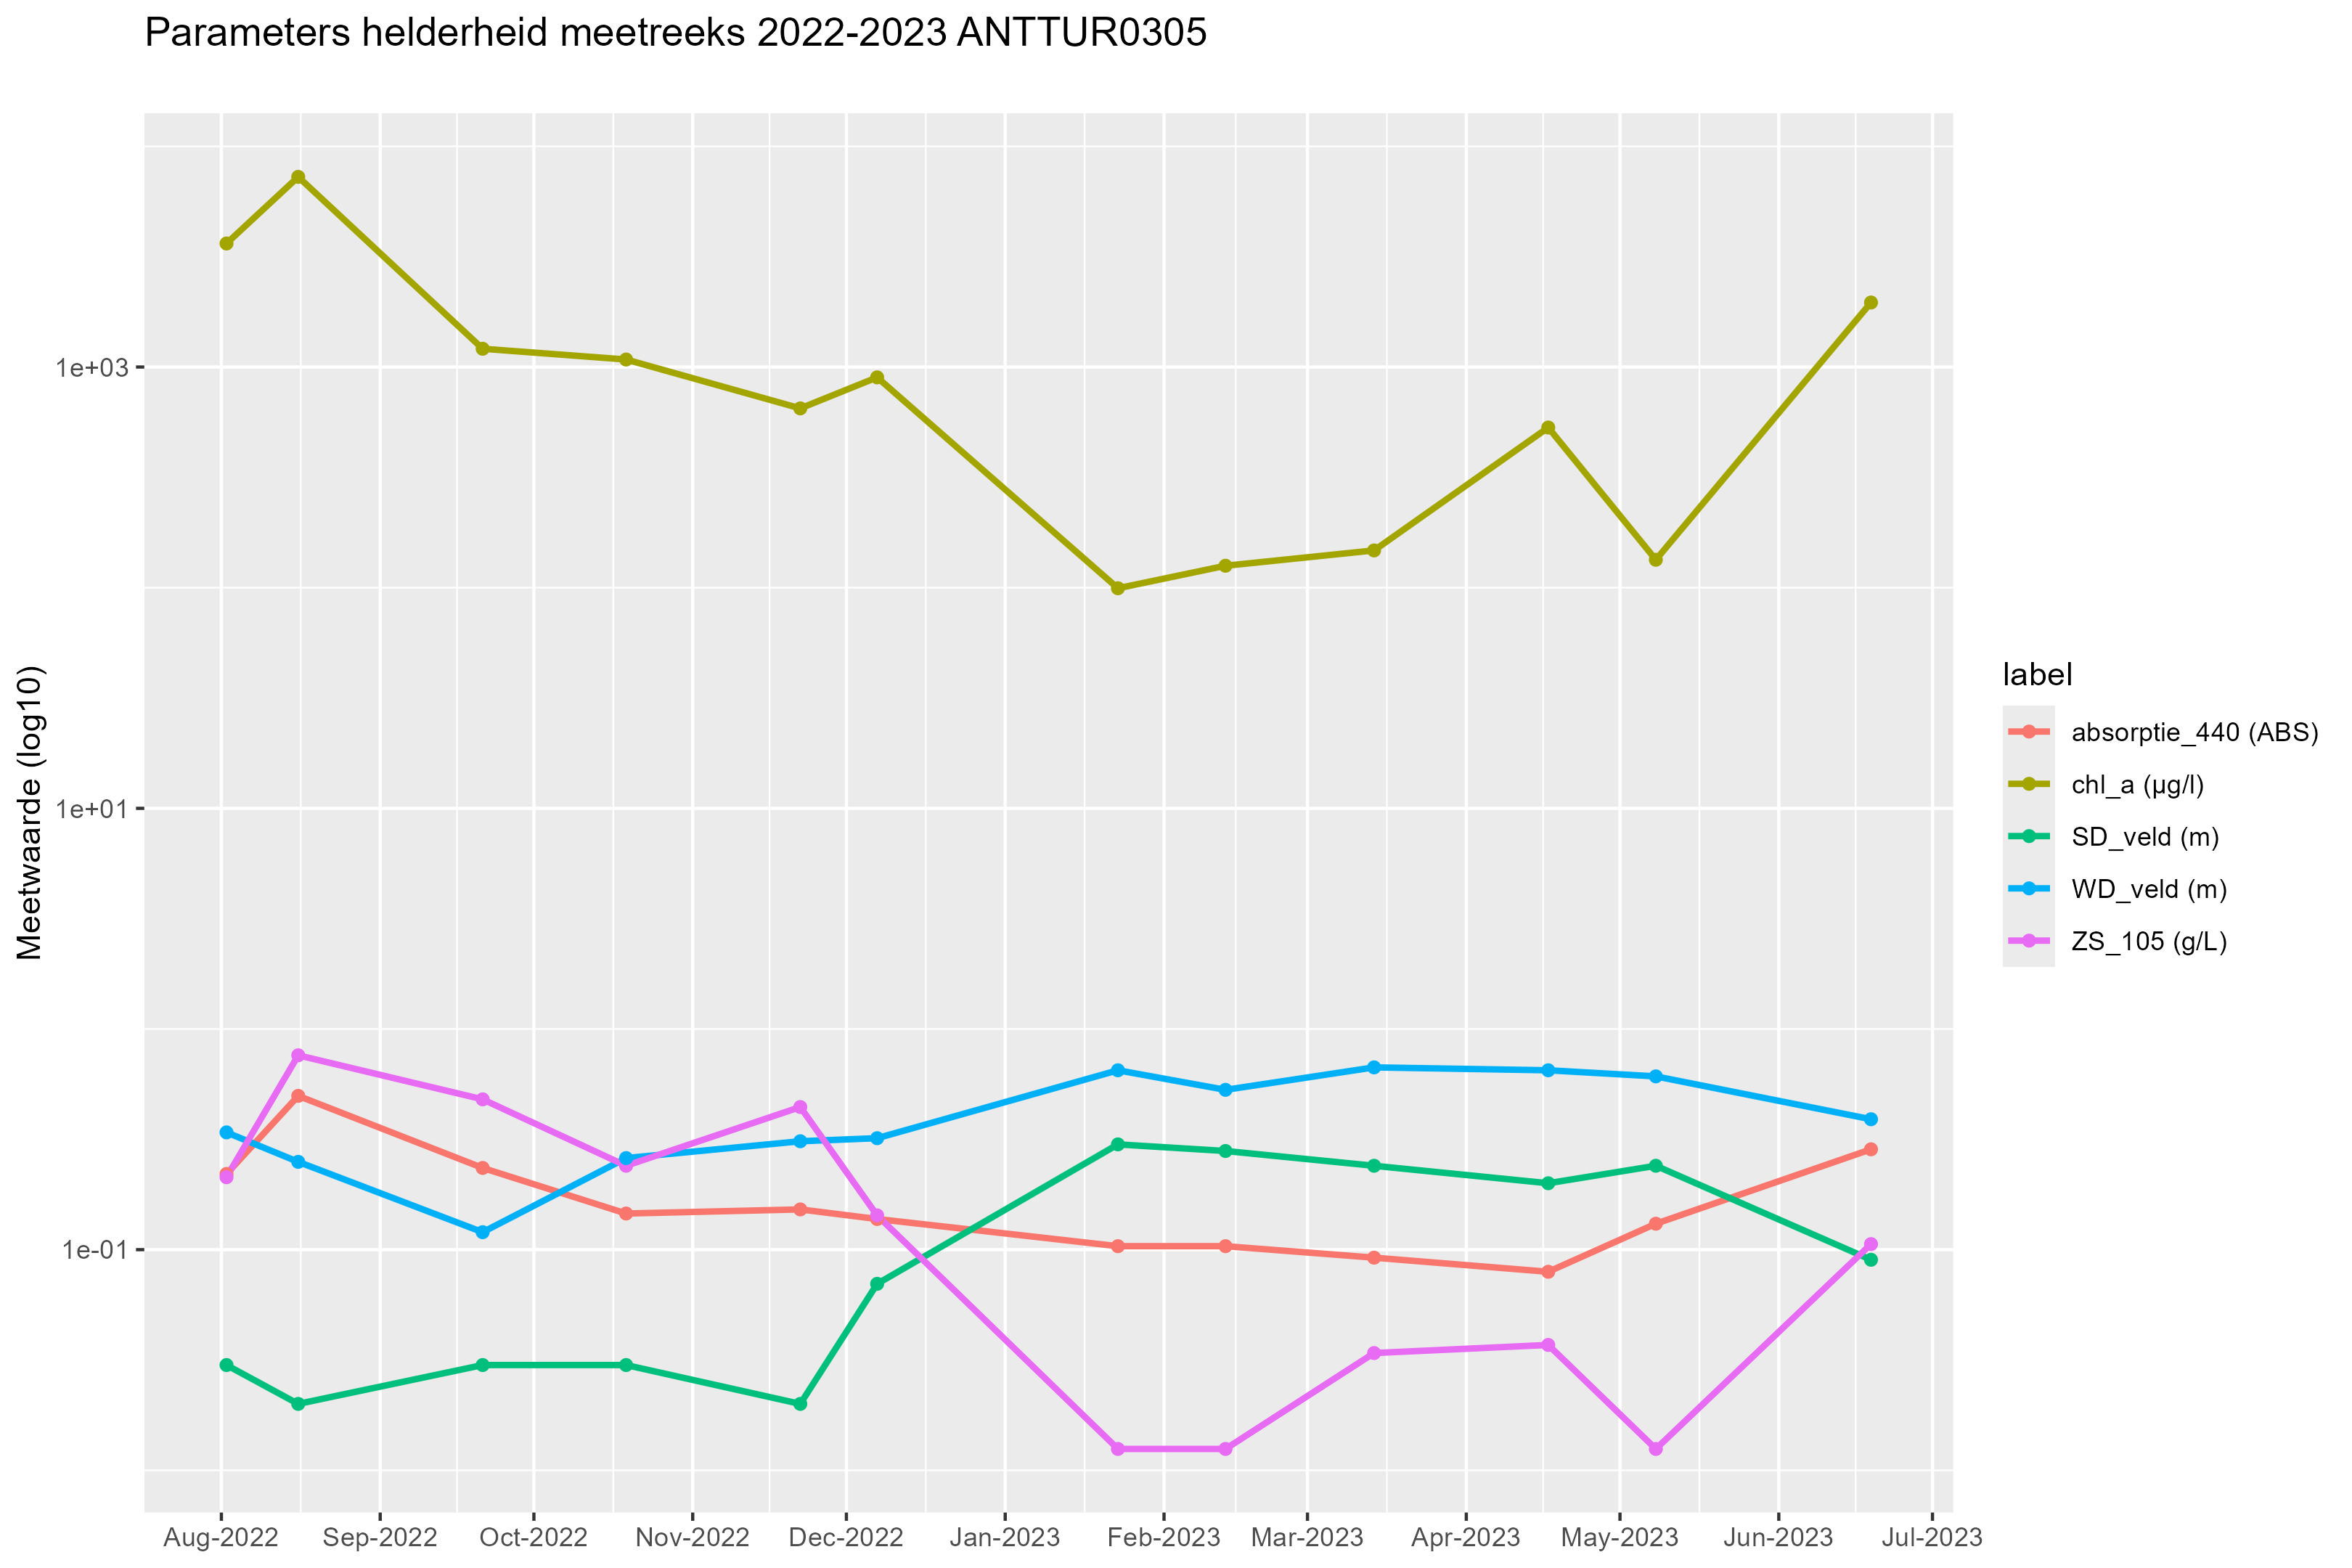 Parameters helderheid meetreeks 2022-2023 ANTTUR0305
Meetwaarde (log10)
1e+03
1e+01
1e-01
Aug-2022 Sep-2022 Oct-2022 Nov-2022 Dec-2022 Jan-2023 Feb-2023 Mar-2023 Apr-2023 May-2023 Jun-2023 Jul-2023
label
absorptie_440 (ABS)
chl_a (µg/l)
SD_veld (m)
WD_veld (m)
ZS_105 (g/L)